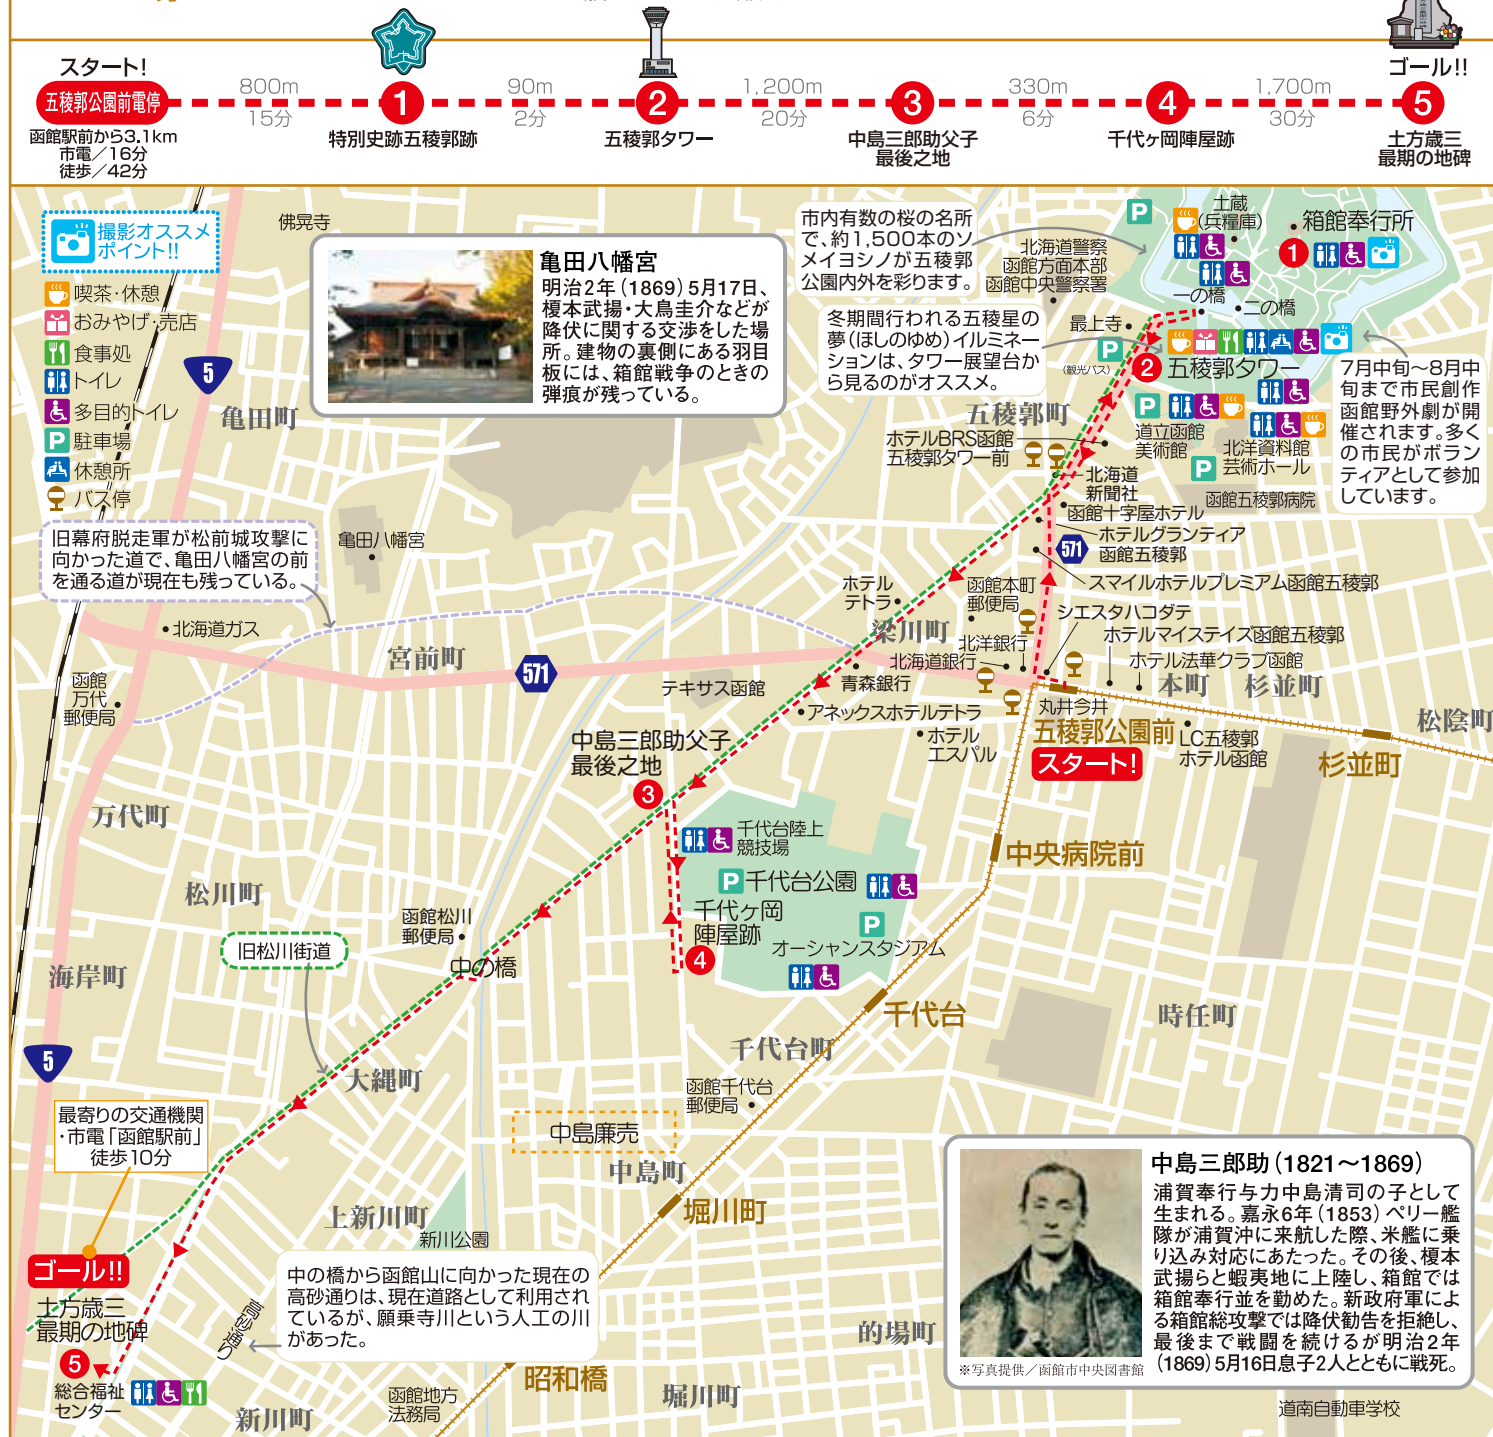 スタート!
五稜郭公園前電停
函館駅前から3.1km
市電／16分
徒歩／42分
800m
15分
1
特別史跡五稜郭跡
90m
2分
2
五稜郭タワー
1,200m
20分
3
中島三郎助父子
最後之地
330m
6分
4
千代ヶ岡陣屋跡
1,700m
30分
ゴール!!
5
土方歳三
最期の地碑
撮影オススメ
ポイント!!
喫茶・休憩
おみやげ・売店
食事処
トイレ
多目的トイレ
P
駐車場
休憩所
バス停
佛晃寺
亀田八幡宮
明治2年(1869)5月17日、
榎本武揚・大鳥圭介などが
降伏に関する交渉をした場
所。建物の裏側にある羽目
板には、箱館戦争のときの
弾痕が残っている。
市内有数の桜の名所
で、約1,500本のソ
メイヨシノが五稜郭
公園内外を彩ります。
冬期間行われる五稜星の
夢(ほしのゆめ)イルミネー
ションは、タワー展望台か
ら見るのがオススメ。
北海道警察
函館方面本部
函館中央警察署
P
土蔵
(兵糧庫)
箱館奉行所
1
一の橋
二の橋
最上寺
P
(観光バス)
2
五稜郭タワー
7月中旬〜8月中
旬まで市民創作
函館野外劇が開
催されます。多く
の市民がボラン
ティアとして参加
しています。
P
道立函館
美術館
北洋資料館
P
芸術ホール
函館五稜郭病院
五稜郭町
ホテルBRS函館
五稜郭タワー前
北海道
新聞社
函館十字屋ホテル
ホテルグランティア
函館五稜郭
571
スマイルホテルプレミアム函館五稜郭
5
亀田町
旧幕府脱走軍が松前城攻撃に
向かった道で、亀田八幡宮の前
を通る道が現在も残っている。
亀田八幡宮
ホテル
テトラ
函館本町
郵便局
シエスタハコダテ
ホテルマイステイズ函館五稜郭
梁川町
北洋銀行
北海道銀行
ホテル法華クラブ函館
北海道ガス
宮前町
571
テキサス函館
青森銀行
アネックスホテルテトラ
ホテル
エスパル
本町
杉並町
松陰町
丸井今井
五稜郭公園前
スタート!
LC五稜郭
ホテル函館
杉並町
函館
万代
郵便局
中島三郎助父子
最後之地
3
万代町
千代台陸上
競技場
P
千代台公園
中央病院前
松川町
千代ヶ岡
陣屋跡
4
P
オーシャンスタジアム
函館松川
郵便局
旧松川街道
中の橋
海岸町
千代台
時任町
5
千代台町
大縄町
函館千代台
郵便局
最寄りの交通機関
・市電「函館駅前」
徒歩10分
中島廉売
中島町
堀川町
上新川町
新川公園
ゴール!!
土方歳三
最期の地碑
5
総合福祉
センター
高砂通り
中の橋から函館山に向かった現在の
高砂通りは、現在道路として利用され
ているが、願乗寺川という人工の川
があった。
昭和橋
函館地方
法務局
新川町
堀川町
的場町
中島三郎助(1821〜1869)
浦賀奉行与力中島清司の子として
生まれる。嘉永6年(1853)ペリー艦
隊が浦賀沖に来航した際、米艦に乗
り込み対応にあたった。その後、榎本
武揚らと蝦夷地に上陸し、箱館では
箱館奉行並を勤めた。新政府軍によ
る箱館総攻撃では降伏勧告を拒絶し、
最後まで戦闘を続けるが明治2年
(1869)5月16日息子2人とともに戦死。
※写真提供／函館市中央図書館
道南自動車学校